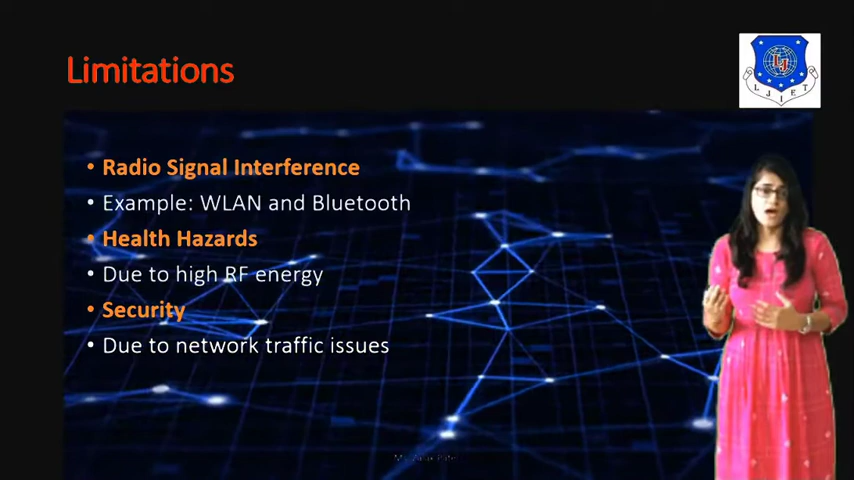 Limitations
LJIET
• Radio Signal Interference
• Example: WLAN and Bluetooth
• Health Hazards
• Due to high RF energy
• Security
• Due to network traffic issues